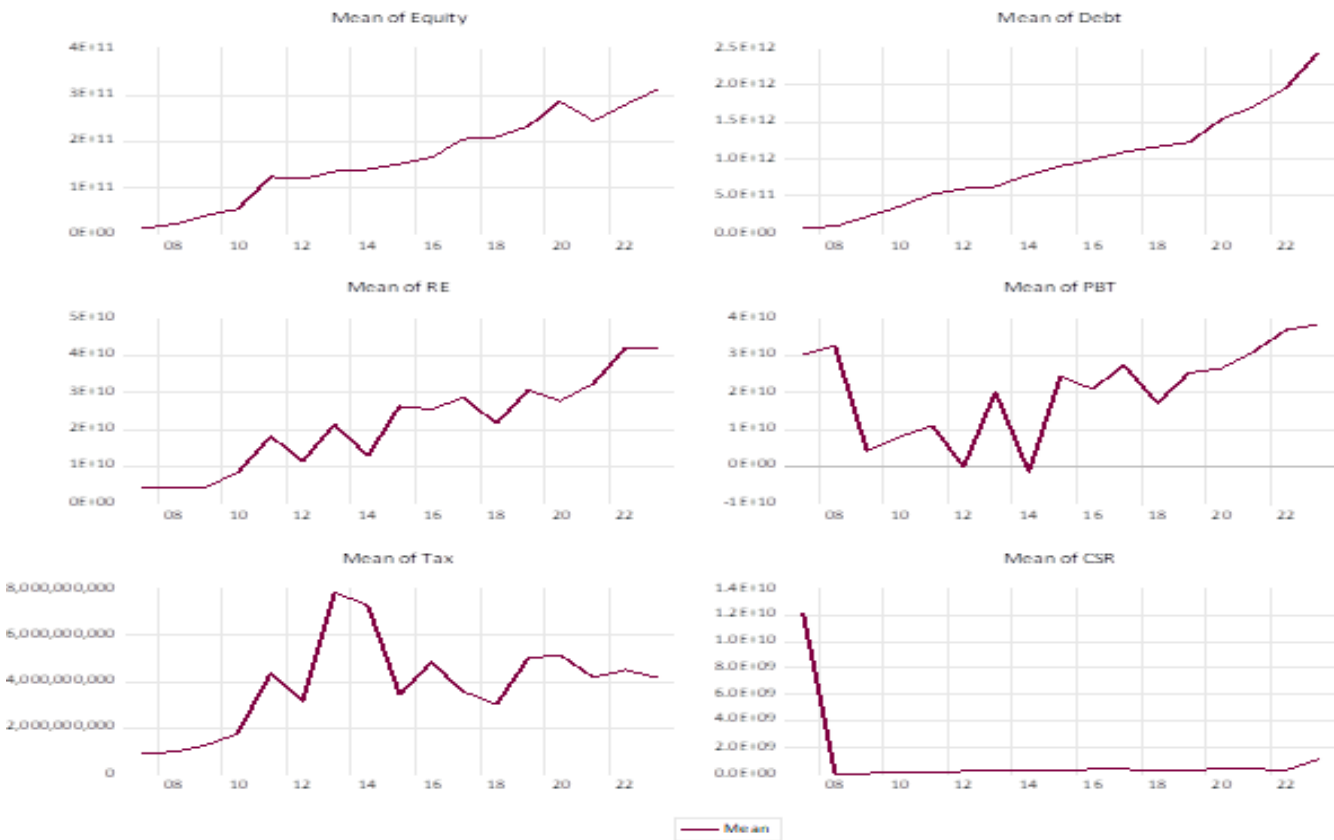 Mean of Equity
4E+11
3E+11
2E+11
1E+11
0E+00
08 10 12 14 16 18 20 22
Mean of Debt
2.5E+12
2.0E+12
1.5E+12
1.0E+12
5.0E+11
0.0E+00
08 10 12 14 16 18 20 22
Mean of RE
5E+10
4E+10
3E+10
2E+10
1E+10
0E+00
08 10 12 14 16 18 20 22
Mean of PBT
4E+10
3E+10
2E+10
1E+10
0E+00
-1E+10
08 10 12 14 16 18 20 22
Mean of Tax
8,000,000,000
6,000,000,000
4,000,000,000
2,000,000,000
0
08 10 12 14 16 18 20 22
Mean of CSR
1.4E+10
1.2E+10
1.0E+10
8.0E+09
6.0E+09
4.0E+09
2.0E+09
0.0E+00
08 10 12 14 16 18 20 22
Mean